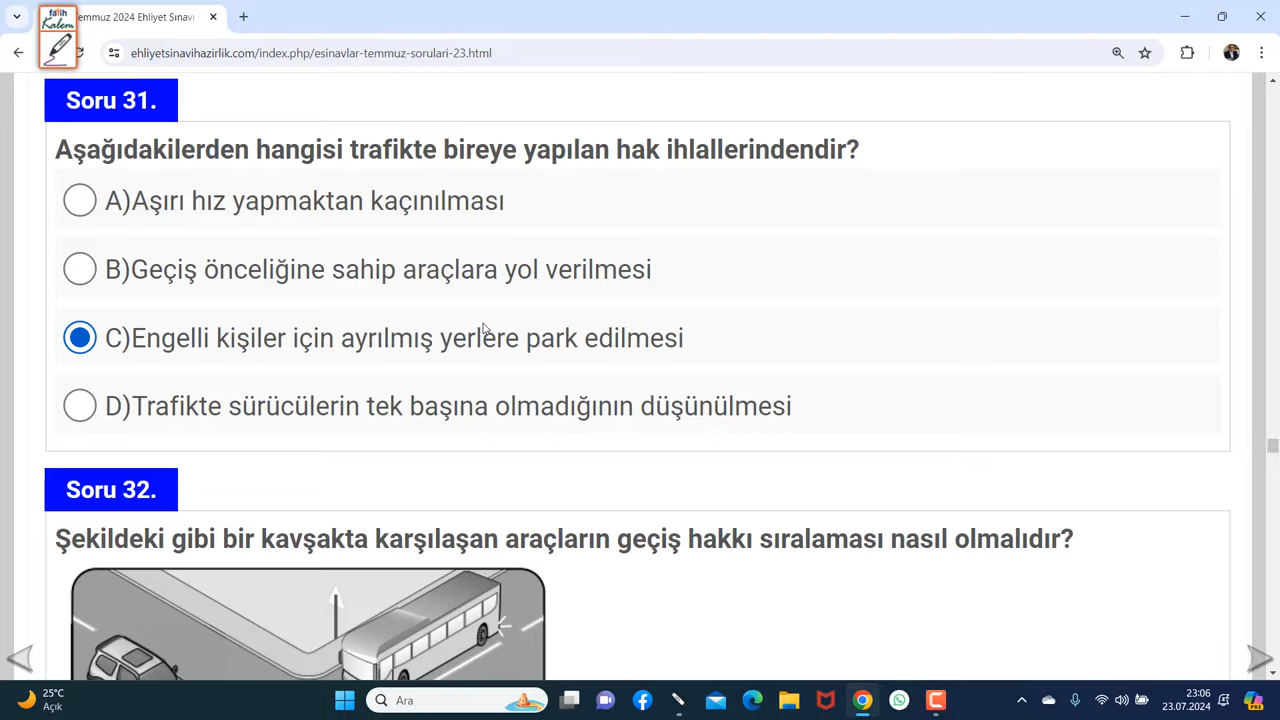 fatih
Kalem
Temmuz 2024 Ehliyet Sınavı
ehliyetsinavihazirlik.com/index.php/esinavlar-temmuz-sorulari-23.html
Soru 31.
Aşağıdakilerden hangisi trafikte bireye yapılan hak ihlallerindendir?
A)Aşırı hız yapmaktan kaçınılması
B)Geçiş önceliğine sahip araçlara yol verilmesi
C)Engelli kişiler için ayrılmış yerlere park edilmesi
D)Trafikte sürücülerin tek başına olmadığının düşünülmesi
Soru 32.
Şekildeki gibi bir kavşakta karşılaşan araçların geçiş hakkı sıralaması nasıl olmalıdır?
25°C
Açık
Ara
23:06
23.07.2024